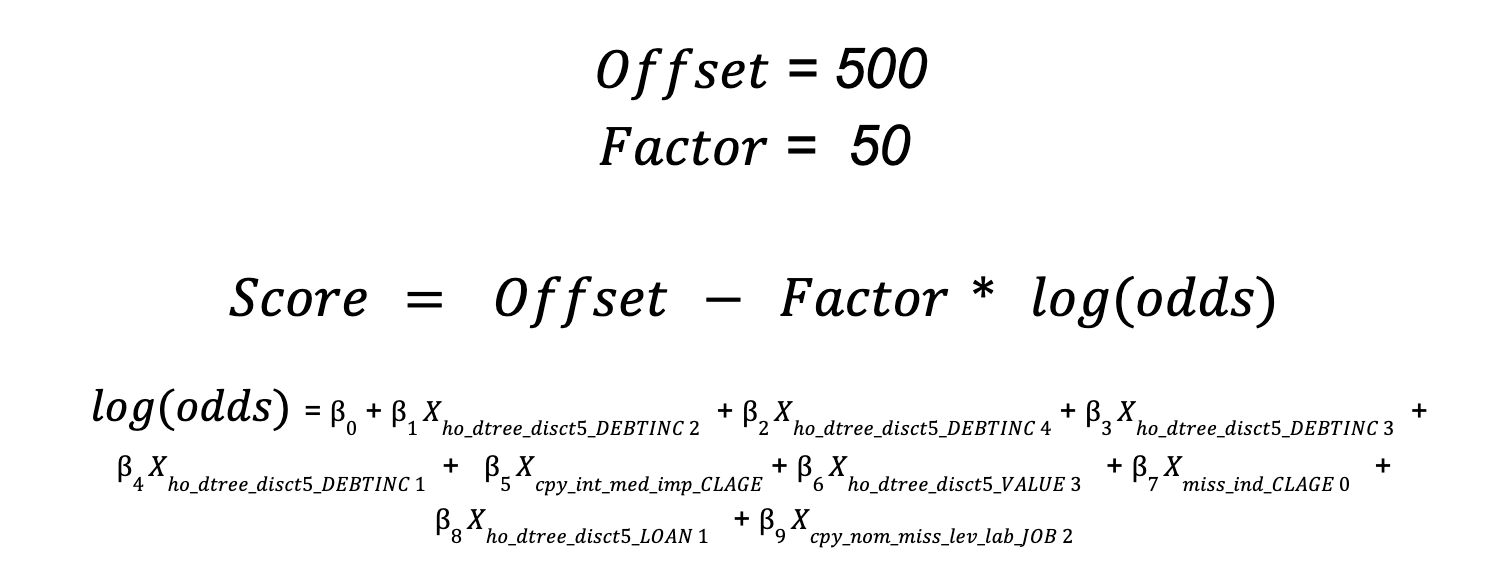 Offset = 500
Factor = 50
Score = Offset − Factor * log(odds)
log(odds) = β0 + β1 X ho_dtree_disct5_DEBTINC 2 + β2 X ho_dtree_disct5_DEBTINC 4 + β3 X ho_dtree_disct5_DEBTINC 3 +
β4 X ho_dtree_disct5_DEBTINC 1 + β5 X cpy_int_med_imp_CLAGE + β6 X ho_dtree_disct5_VALUE 3 + β7 X miss_ind_CLAGE 0 +
β8 X ho_dtree_disct5_LOAN 1 + β9 X cpy_nom_miss_lev_lab_JOB 2